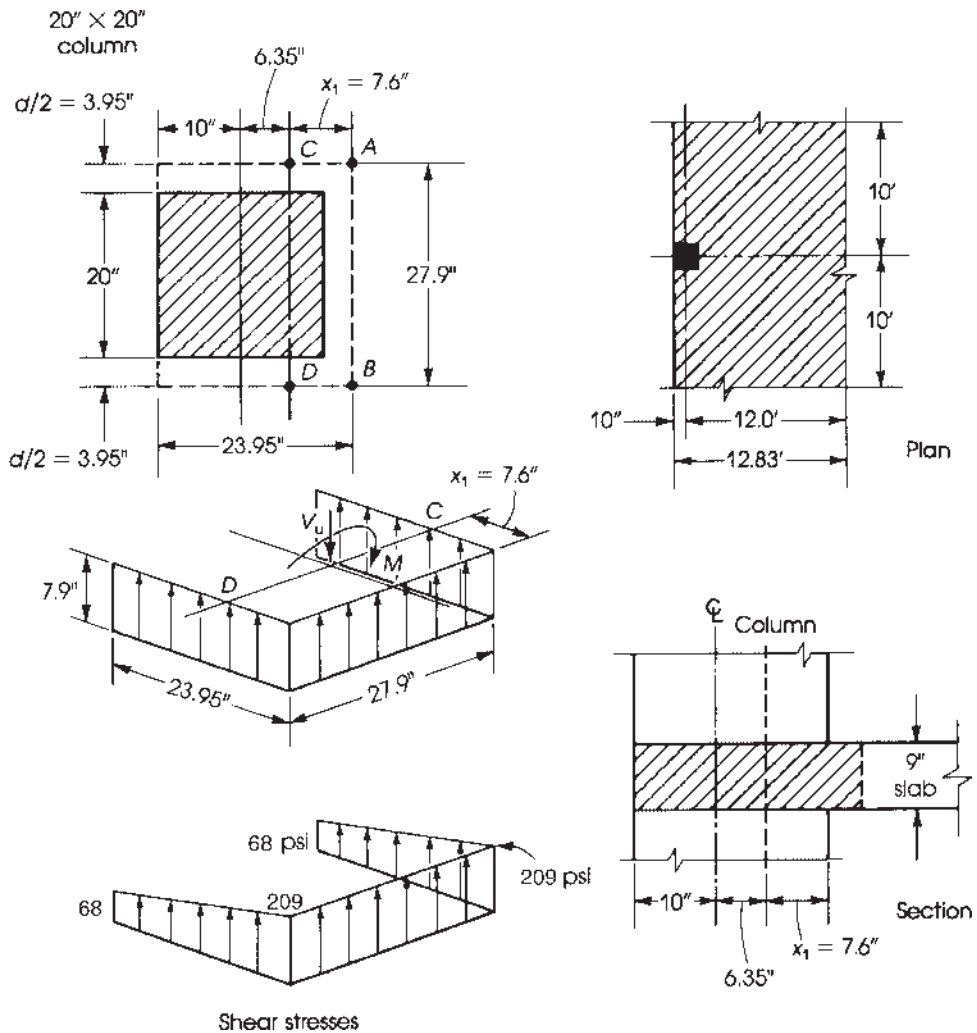 20" × 20"
column
6.35"
x₁ = 7.6"
d/2 = 3.95"
10"
C
A
20"
27.9"
D
B
23.95"
d/2 = 3.95"
10'
10'
10"
12.0'
12.83'
Plan
x₁ = 7.6"
C
Vᵤ
M
D
7.9"
23.95"
27.9"
℄
Column
9"
slab
10"
x₁ = 7.6"
6.35"
Section
68 psi
209 psi
68
209
Shear stresses